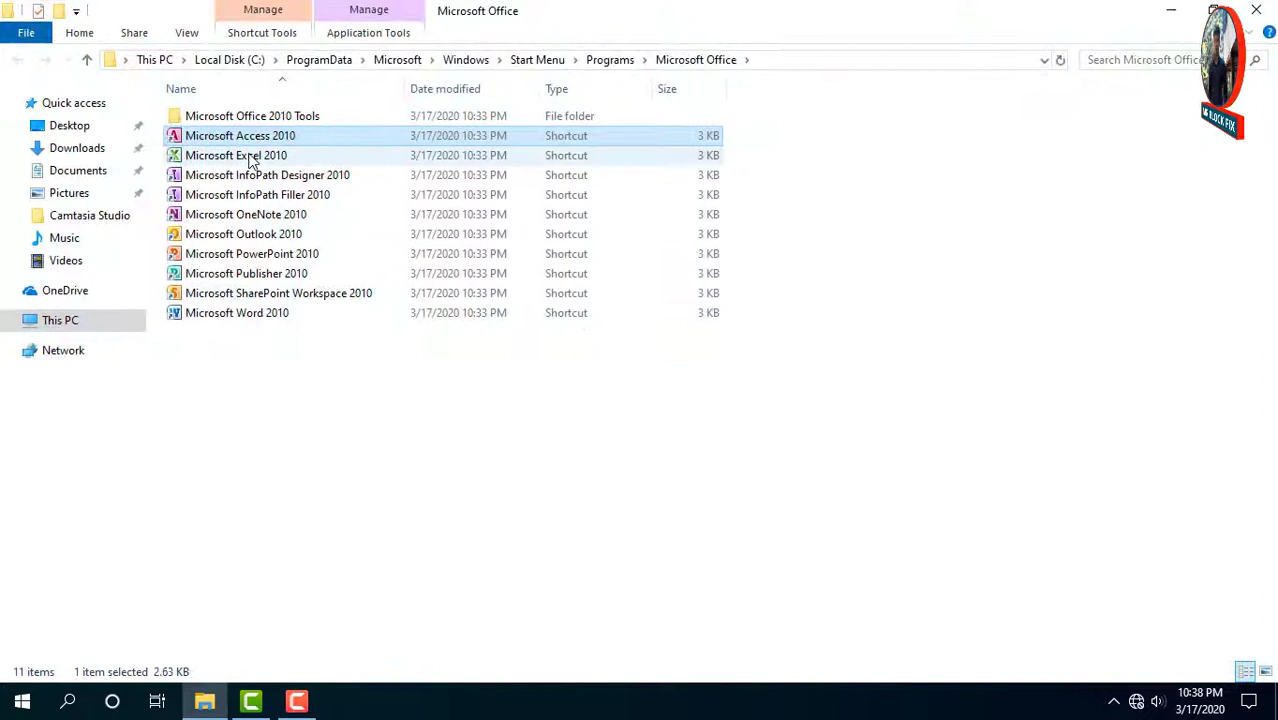 Manage Manage Microsoft Office
File Home Share View Shortcut Tools Application Tools
This PC Local Disk (C:) ProgramData Microsoft Windows Start Menu Programs Microsoft Office Search Microsoft Office
Name Date modified Type Size
Quick access
Desktop
Downloads
Documents
Pictures
Camtasia Studio
Music
Videos
OneDrive
This PC
Network
Microsoft Office 2010 Tools 3/17/2020 10:33 PM File folder
Microsoft Access 2010 3/17/2020 10:33 PM Shortcut 3 KB
Microsoft Excel 2010 3/17/2020 10:33 PM Shortcut 3 KB
Microsoft InfoPath Designer 2010 3/17/2020 10:33 PM Shortcut 3 KB
Microsoft InfoPath Filler 2010 3/17/2020 10:33 PM Shortcut 3 KB
Microsoft OneNote 2010 3/17/2020 10:33 PM Shortcut 3 KB
Microsoft Outlook 2010 3/17/2020 10:33 PM Shortcut 3 KB
Microsoft PowerPoint 2010 3/17/2020 10:33 PM Shortcut 3 KB
Microsoft Publisher 2010 3/17/2020 10:33 PM Shortcut 3 KB
Microsoft SharePoint Workspace 2010 3/17/2020 10:33 PM Shortcut 3 KB
Microsoft Word 2010 3/17/2020 10:33 PM Shortcut 3 KB
11 items 1 item selected 2.63 KB
10:38 PM
3/17/2020